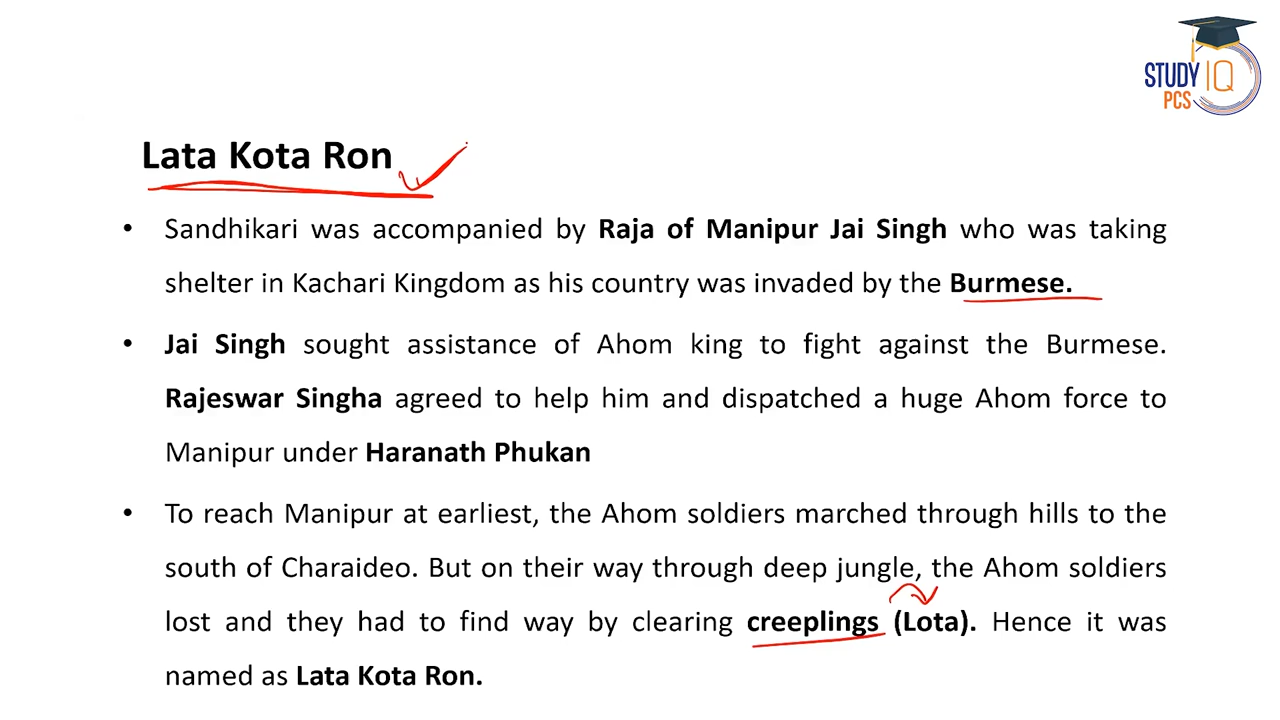 STUDY IQ
PCS
Lata Kota Ron
• Sandhikari was accompanied by Raja of Manipur Jai Singh who was taking
shelter in Kachari Kingdom as his country was invaded by the Burmese.
• Jai Singh sought assistance of Ahom king to fight against the Burmese.
Rajeswar Singha agreed to help him and dispatched a huge Ahom force to
Manipur under Haranath Phukan
• To reach Manipur at earliest, the Ahom soldiers marched through hills to the
south of Charaideo. But on their way through deep jungle, the Ahom soldiers
lost and they had to find way by clearing creeplings (Lota). Hence it was
named as Lata Kota Ron.